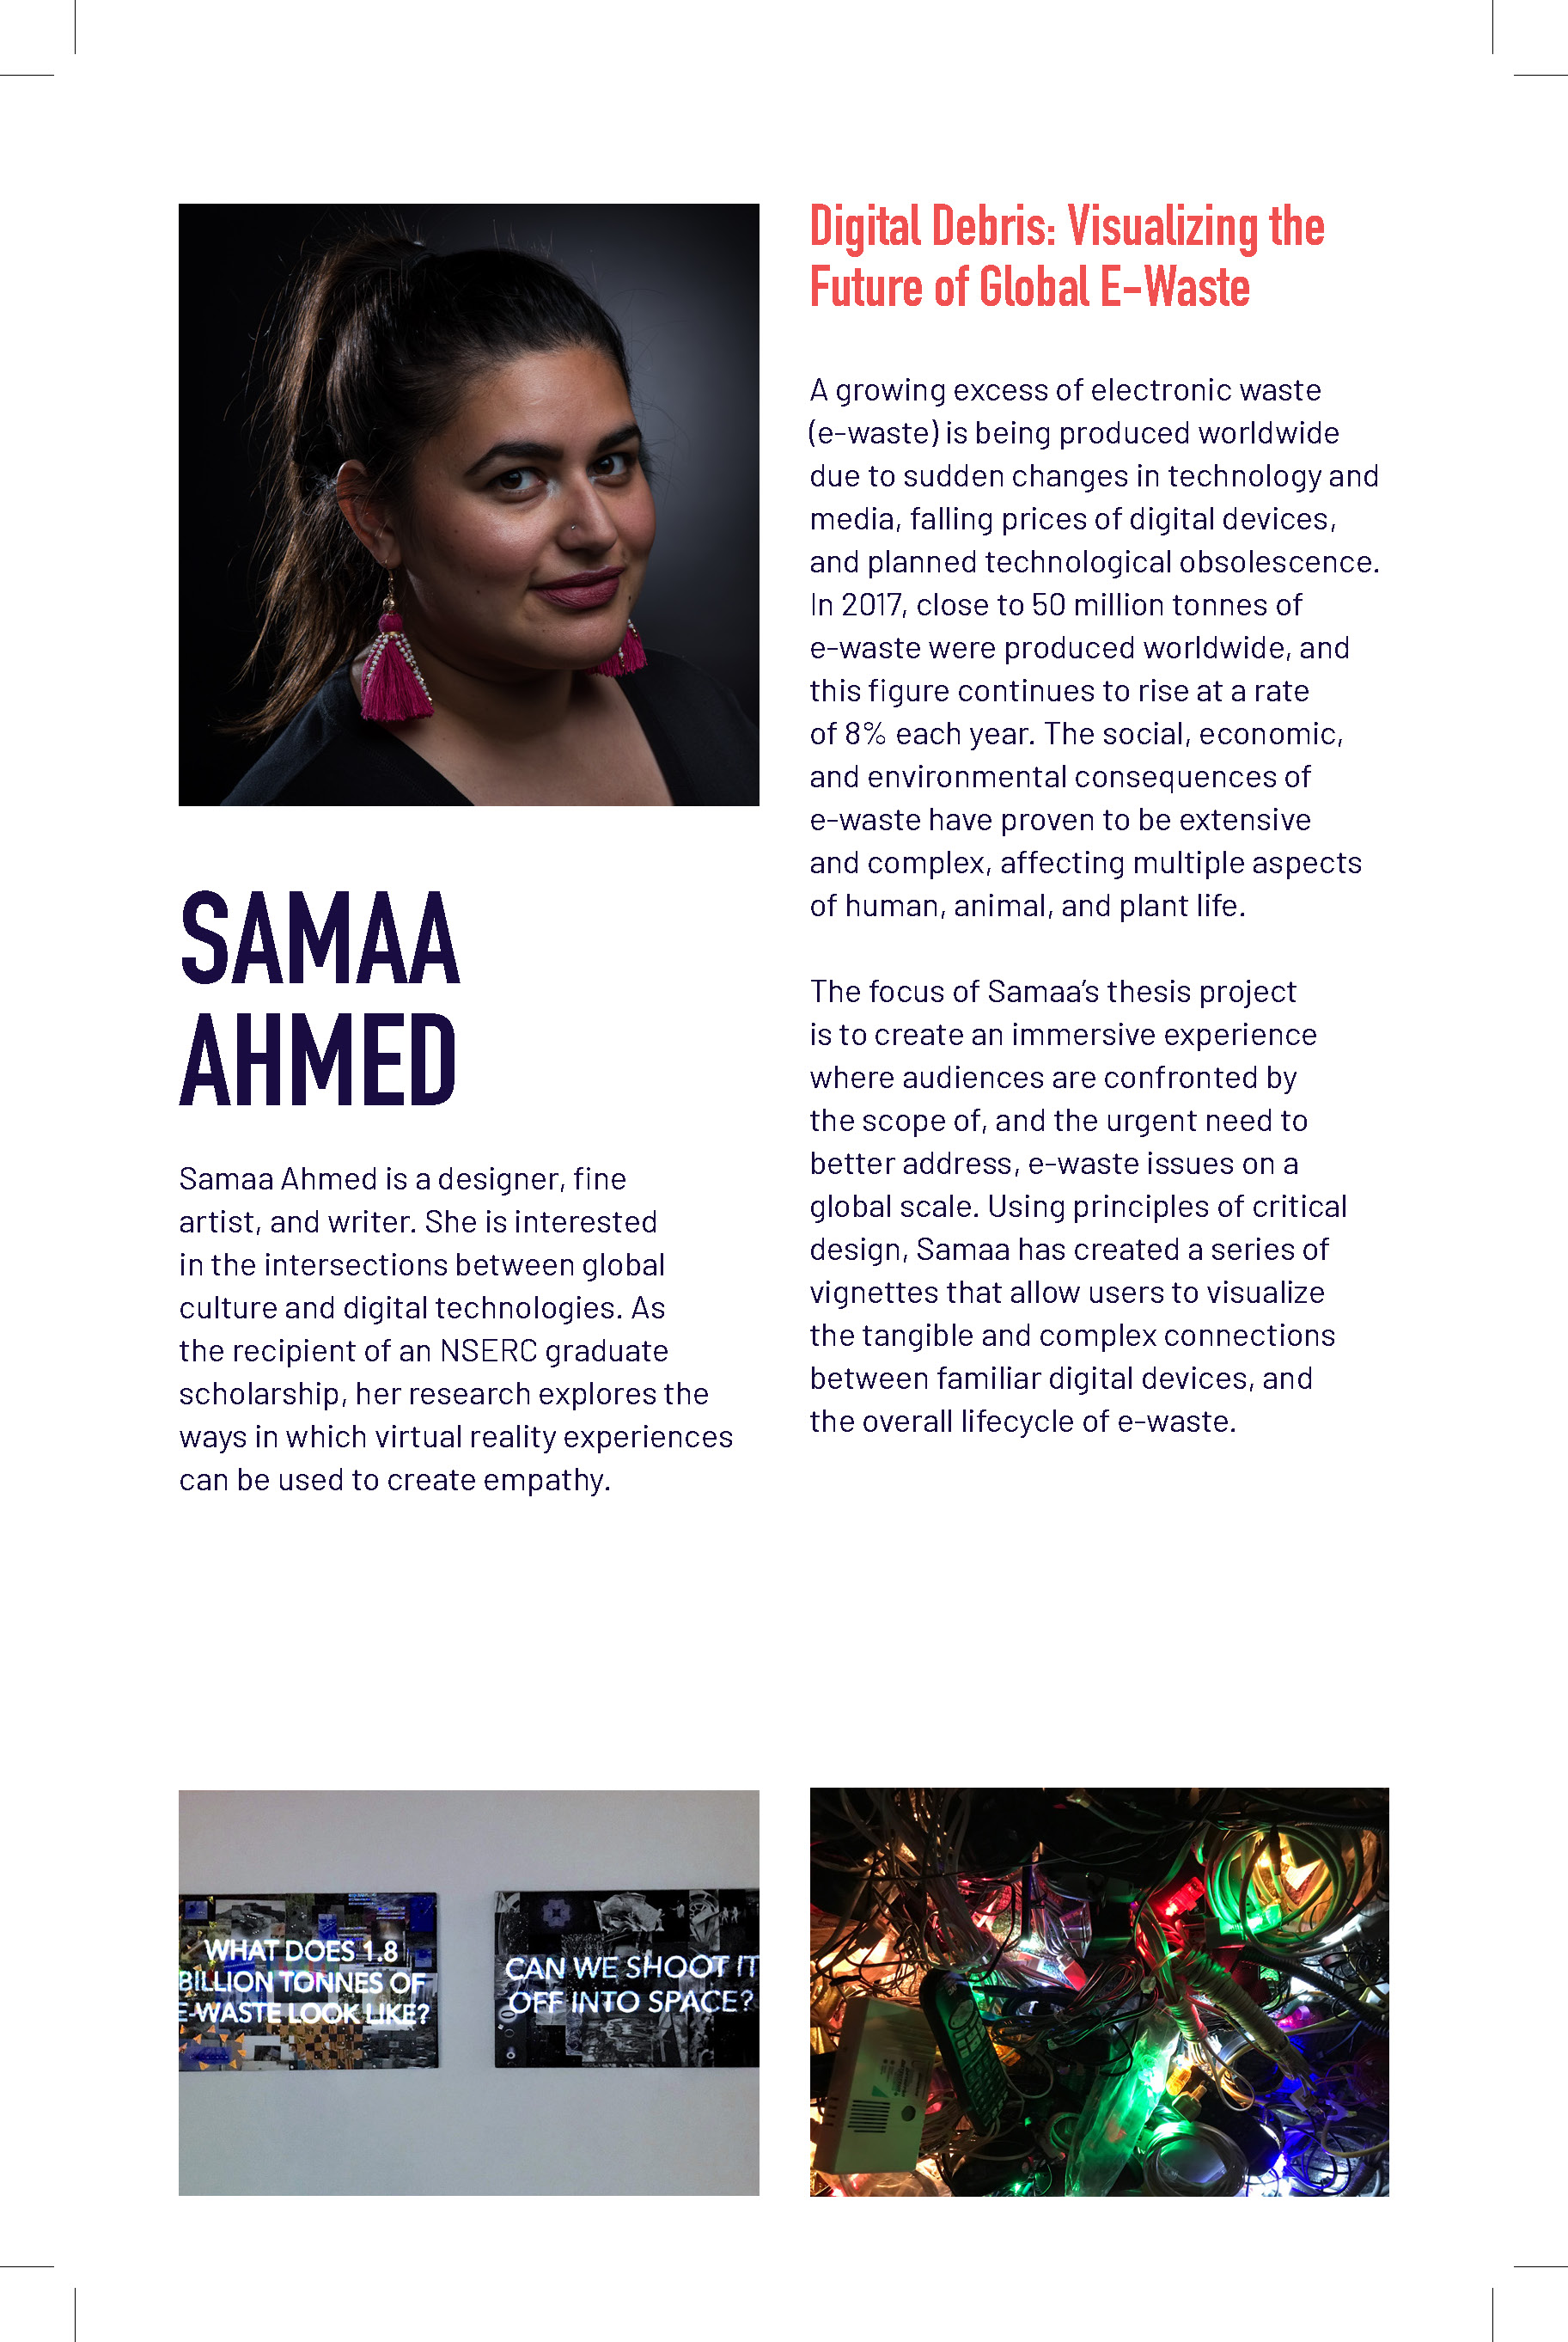 SAMAA
AHMED
Samaa Ahmed is a designer, fine
artist, and writer. She is interested
in the intersections between global
culture and digital technologies. As
the recipient of an NSERC graduate
scholarship, her research explores the
ways in which virtual reality experiences
can be used to create empathy.
Digital Debris: Visualizing the
Future of Global E-Waste
A growing excess of electronic waste
(e-waste) is being produced worldwide
due to sudden changes in technology and
media, falling prices of digital devices,
and planned technological obsolescence.
In 2017, close to 50 million tonnes of
e-waste were produced worldwide, and
this figure continues to rise at a rate
of 8% each year. The social, economic,
and environmental consequences of
e-waste have proven to be extensive
and complex, affecting multiple aspects
of human, animal, and plant life.
The focus of Samaa’s thesis project
is to create an immersive experience
where audiences are confronted by
the scope of, and the urgent need to
better address, e-waste issues on a
global scale. Using principles of critical
design, Samaa has created a series of
vignettes that allow users to visualize
the tangible and complex connections
between familiar digital devices, and
the overall lifecycle of e-waste.
WHAT DOES 1.8
BILLION TONNES OF
E-WASTE LOOK LIKE?
CAN WE SHOOT IT
OFF INTO SPACE?